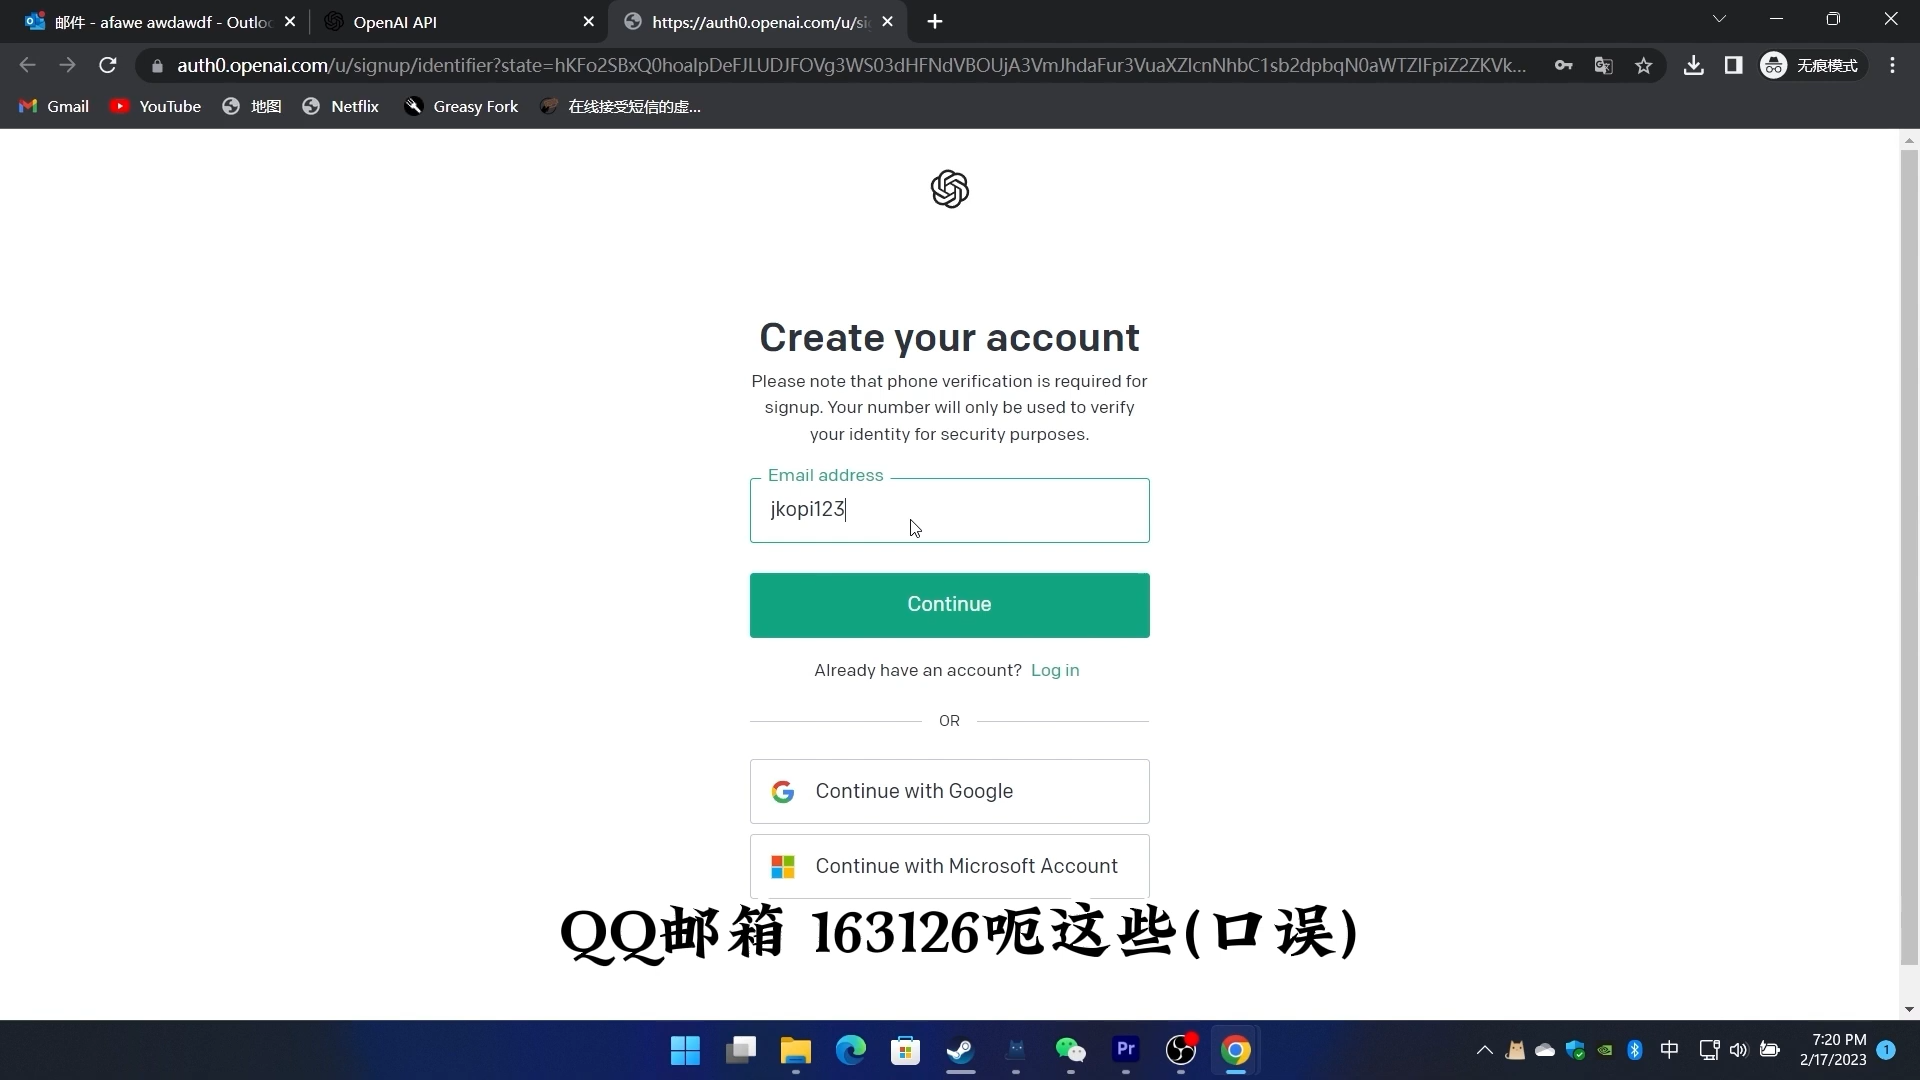 邮件 - afawe awdawdf - Outlo
OpenAI API
https://auth0.openai.com/u/si
auth0.openai.com/u/signup/identifier?state=hKFo2SBxQ0hoalpDeFJLUDJFOVg3WS03dHFNdVBOUjA3VmJhdaFur3VuaXZlcnNhbC1sb2dpbqN0aWTZIFpiZ2ZKVk...
无痕模式
Gmail
YouTube
地图
Netflix
Greasy Fork
在线接受短信的虚...
Create your account
Please note that phone verification is required for
signup. Your number will only be used to verify
your identity for security purposes.
Email address
jkopi123
Continue
Already have an account? Log in
OR
Continue with Google
Continue with Microsoft Account
QQ邮箱 163126呃这些(口误)
Pr
中
7:20 PM
2/17/2023
1